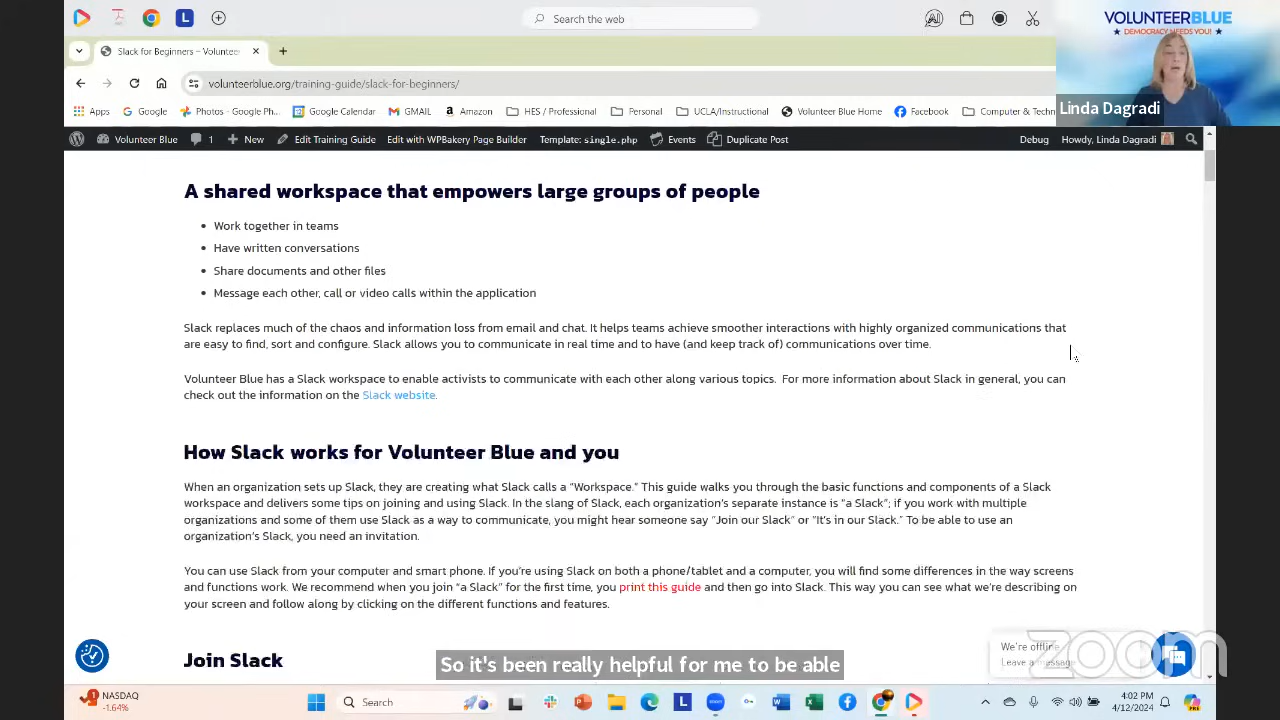 Search the web
VOLUNTEERBLUE
★ DEMOCRACY NEEDS YOU! ★
Linda Dagradi
Slack for Beginners – Voluntee
volunteerblue.org/training-guide/slack-for-beginners/
Apps Google Photos - Google Ph... Google Calendar GMAIL Amazon HES / Professional Personal UCLA/Instructional Volunteer Blue Home Facebook Computer & Techn
Volunteer Blue 1 New Edit Training Guide Edit with WPBakery Page Builder Template: single.php Events Duplicate Post Debug Howdy, Linda Dagradi
A shared workspace that empowers large groups of people
• Work together in teams
• Have written conversations
• Share documents and other files
• Message each other, call or video calls within the application
Slack replaces much of the chaos and information loss from email and chat. It helps teams achieve smoother interactions with highly organized communications that
are easy to find, sort and configure. Slack allows you to communicate in real time and to have (and keep track of) communications over time.
Volunteer Blue has a Slack workspace to enable activists to communicate with each other along various topics. For more information about Slack in general, you can
check out the information on the Slack website.
How Slack works for Volunteer Blue and you
When an organization sets up Slack, they are creating what Slack calls a “Workspace.” This guide walks you through the basic functions and components of a Slack
workspace and delivers some tips on joining and using Slack. In the slang of Slack, each organization’s separate instance is “a Slack”; if you work with multiple
organizations and some of them use Slack as a way to communicate, you might hear someone say “Join our Slack” or “It’s in our Slack.” To be able to use an
organization’s Slack, you need an invitation.
You can use Slack from your computer and smart phone. If you’re using Slack on both a phone/tablet and a computer, you will find some differences in the way screens
and functions work. We recommend when you join “a Slack” for the first time, you print this guide and then go into Slack. This way you can see what we’re describing on
your screen and follow along by clicking on the different functions and features.
Join Slack
We're offline
Leave a message
zoom
So it's been really helpful for me to be able
NASDAQ
-1.64%
Search
4:02 PM
4/12/2024